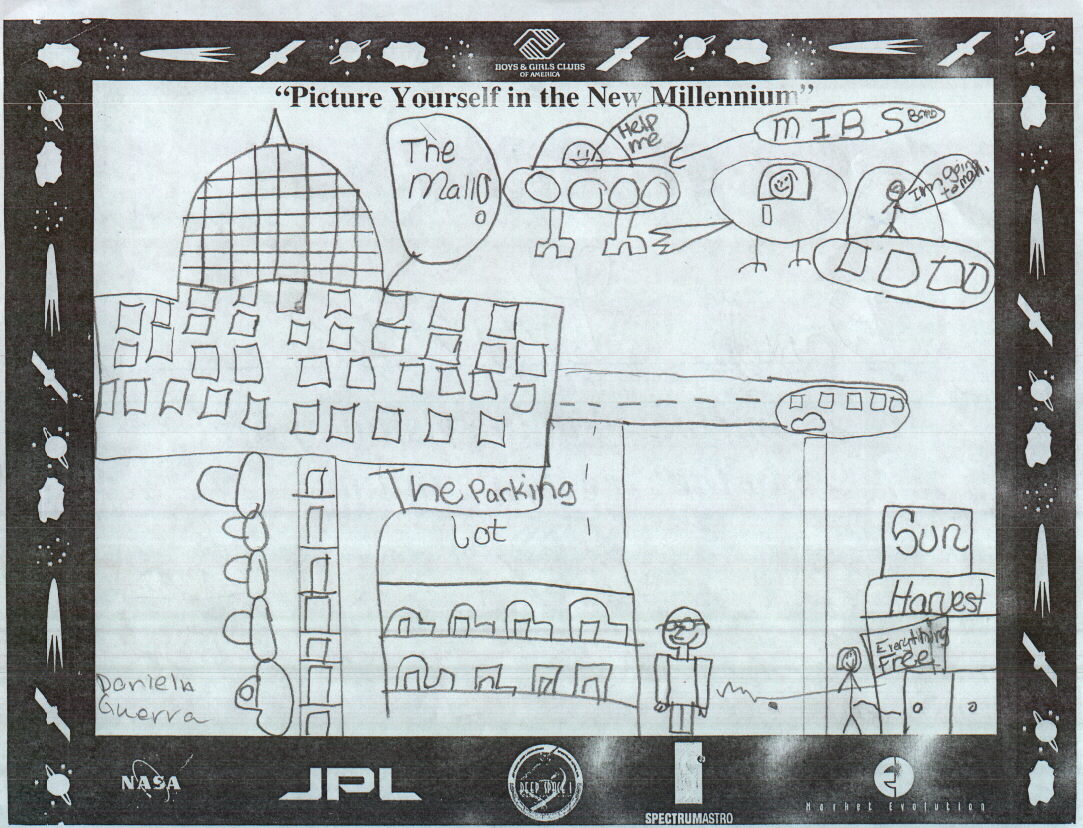 BOYS & GIRLS CLUBS
OF AMERICA
“Picture Yourself in the New Millennium”
The
Mall!
Help
me
MIBS BAND
I'm going
to mall.
The Parking
Lot
Sun
Harvest
Everything
Free
Daniela
Guerra
NASA
JPL
DEEP SPACE 1
SPECTRUMASTRO
Market Evolution